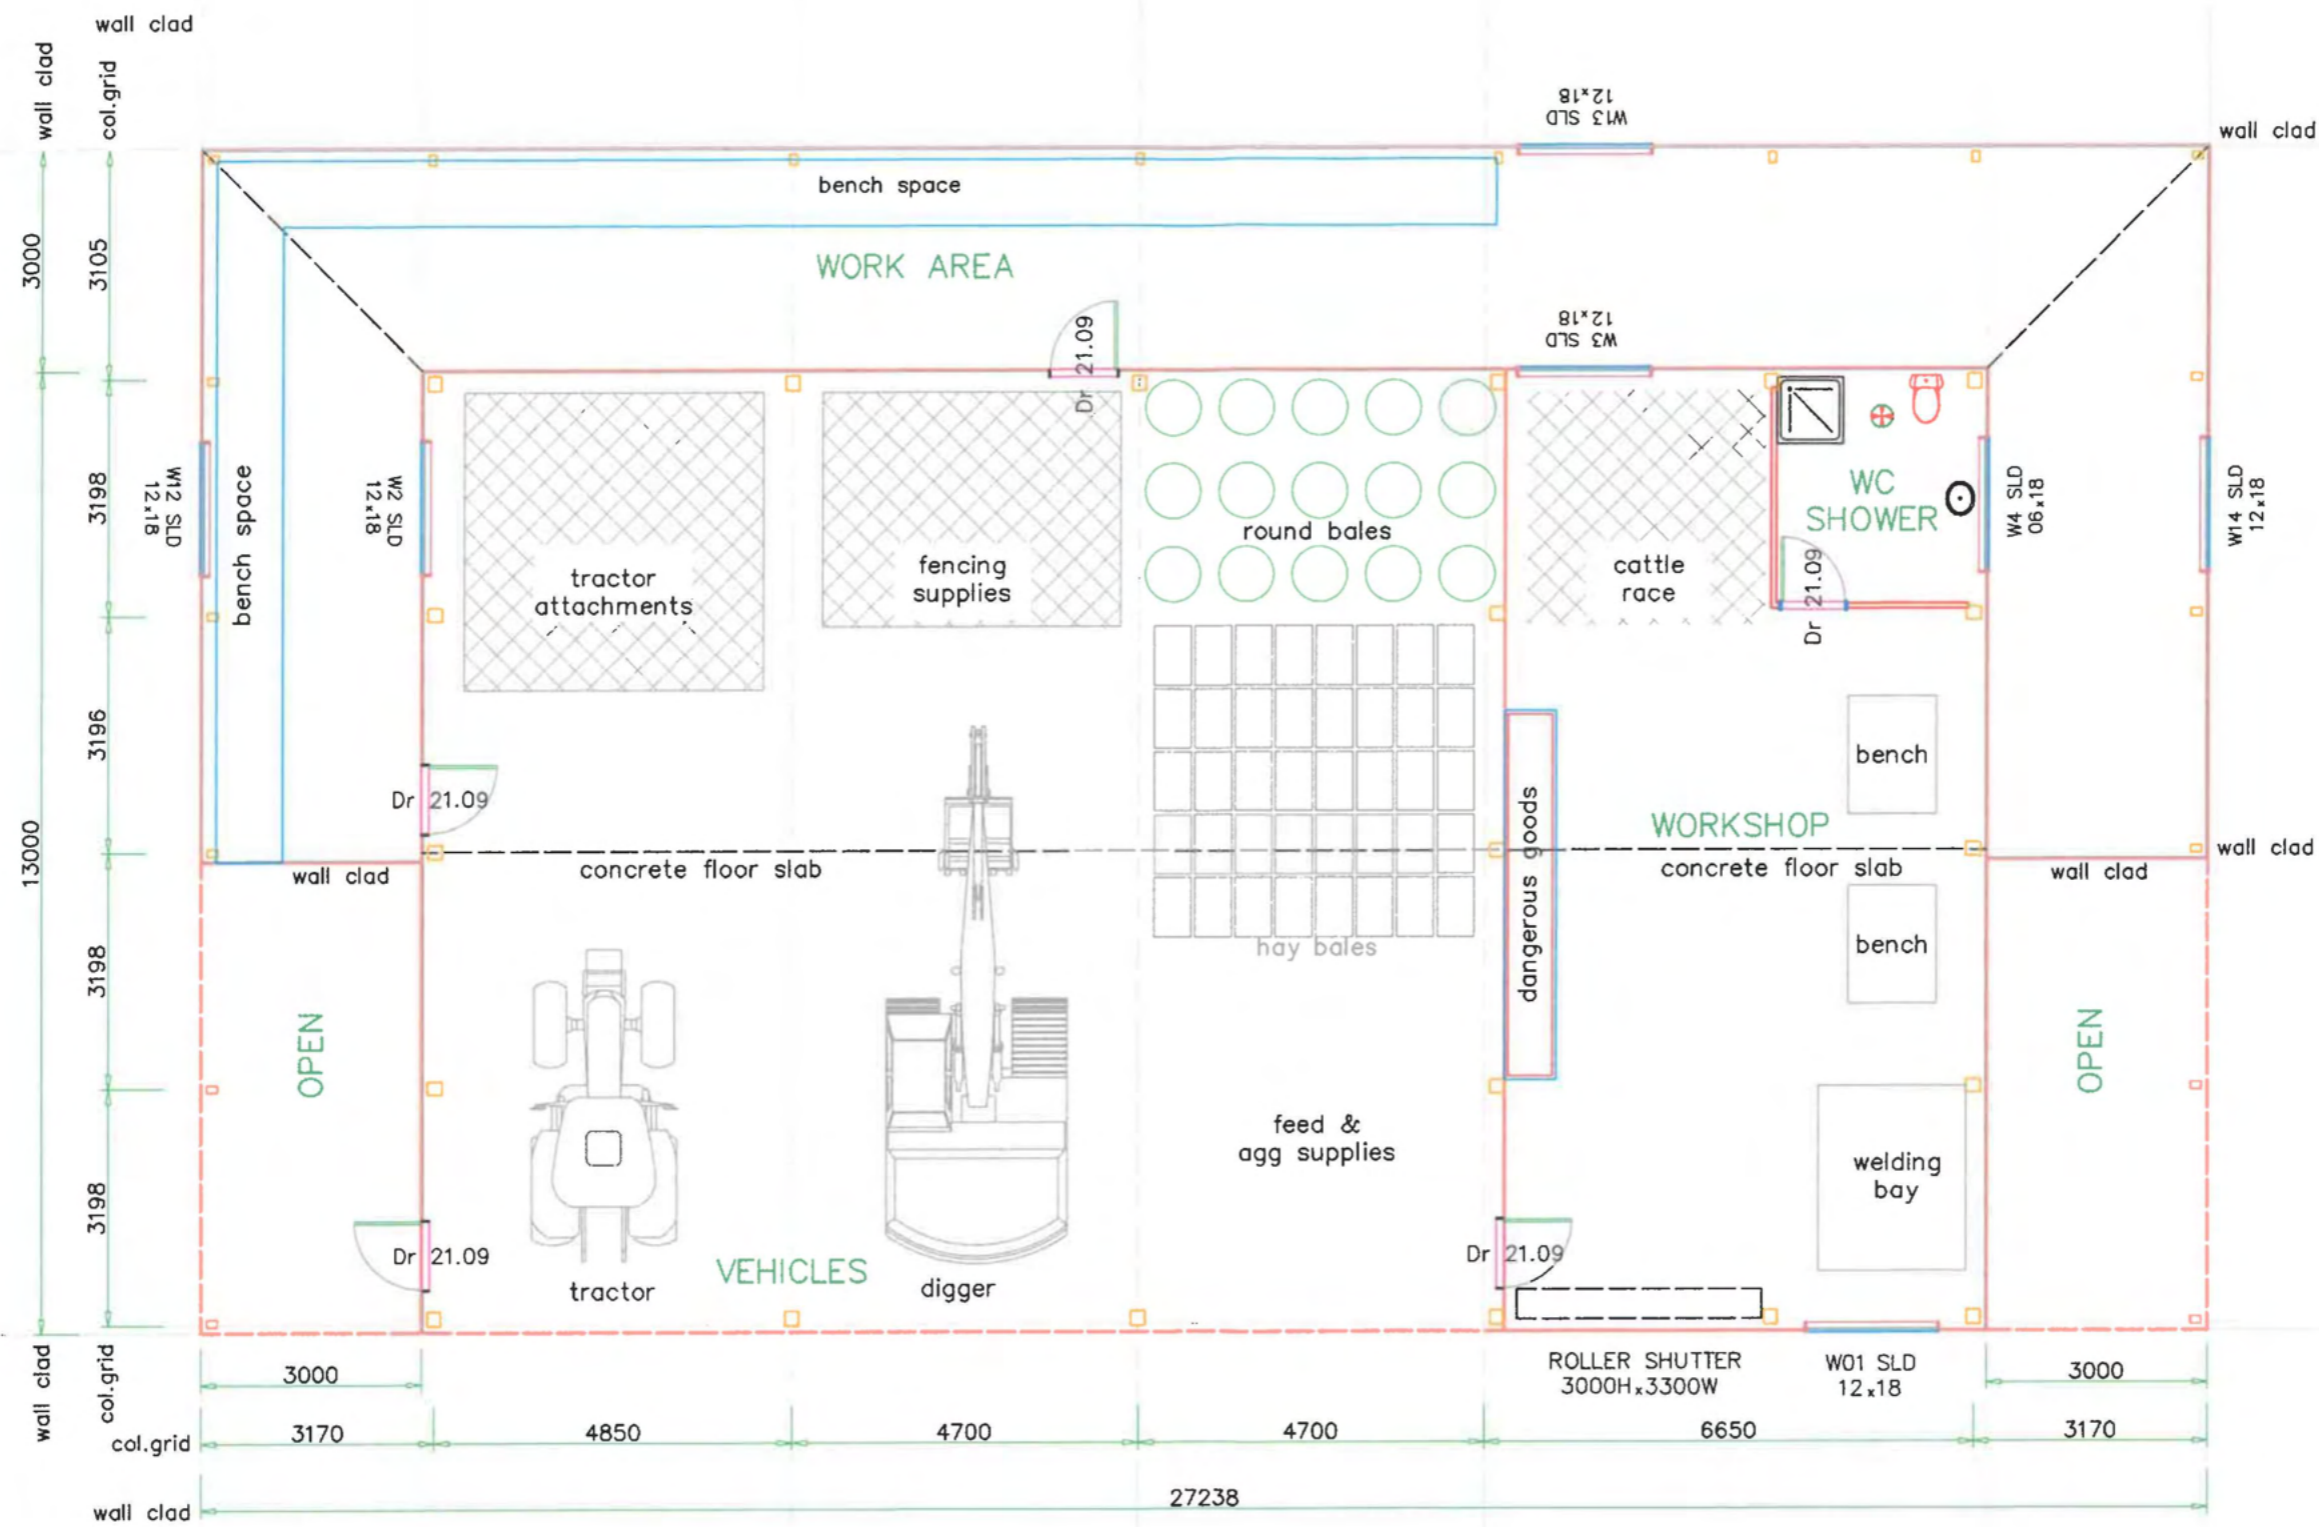 wall clad
wall clad
col.grid
W13 SLD
12x18
wall clad
bench space
3000
3105
WORK AREA
W3 SLD
12x18
Dr 21.09
W12 SLD
12x18
3198
bench space
W2 SLD
12x18
tractor
attachments
fencing
supplies
round bales
cattle
race
WC
SHOWER
W4 SLD
06x18
W14 SLD
12x18
Dr 21.09
3196
Dr 21.09
bench
WORKSHOP
13000
wall clad
concrete floor slab
dangerous goods
concrete floor slab
wall clad
wall clad
hay bales
bench
3198
OPEN
OPEN
feed &
agg supplies
welding
bay
3198
Dr 21.09
tractor
VEHICLES
digger
Dr 21.09
wall clad
col.grid
3000
ROLLER SHUTTER
3000Hx3300W
W01 SLD
12x18
3000
col.grid
3170
4850
4700
4700
6650
3170
wall clad
27238